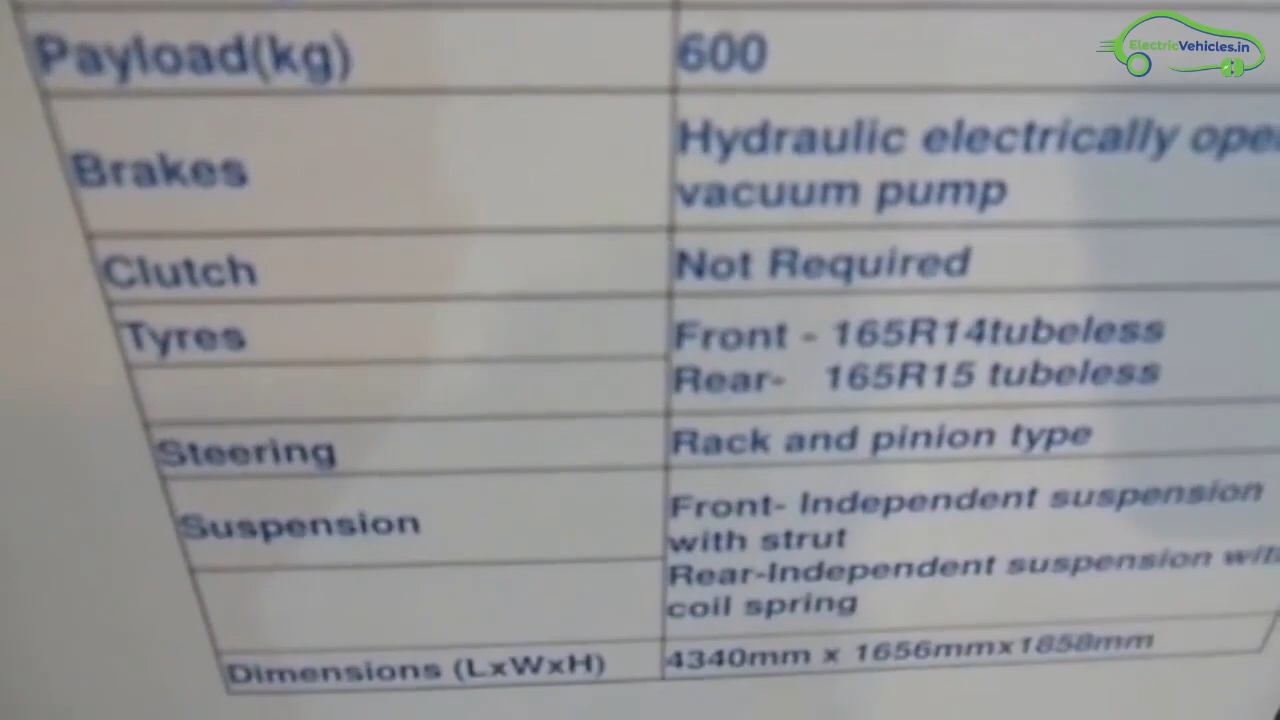 ElectricVehicles.in
Payload(kg) 600
Brakes Hydraulic electrically
vacuum pump
Clutch Not Required
Tyres Front - 165R14tubeless
Rear- 165R15 tubeless
Steering Rack and pinion type
Suspension Front- Independent suspension
with strut
Rear-Independent suspension
coil spring
Dimensions (LxWxH) 4340mm x 1656mmx1858mm